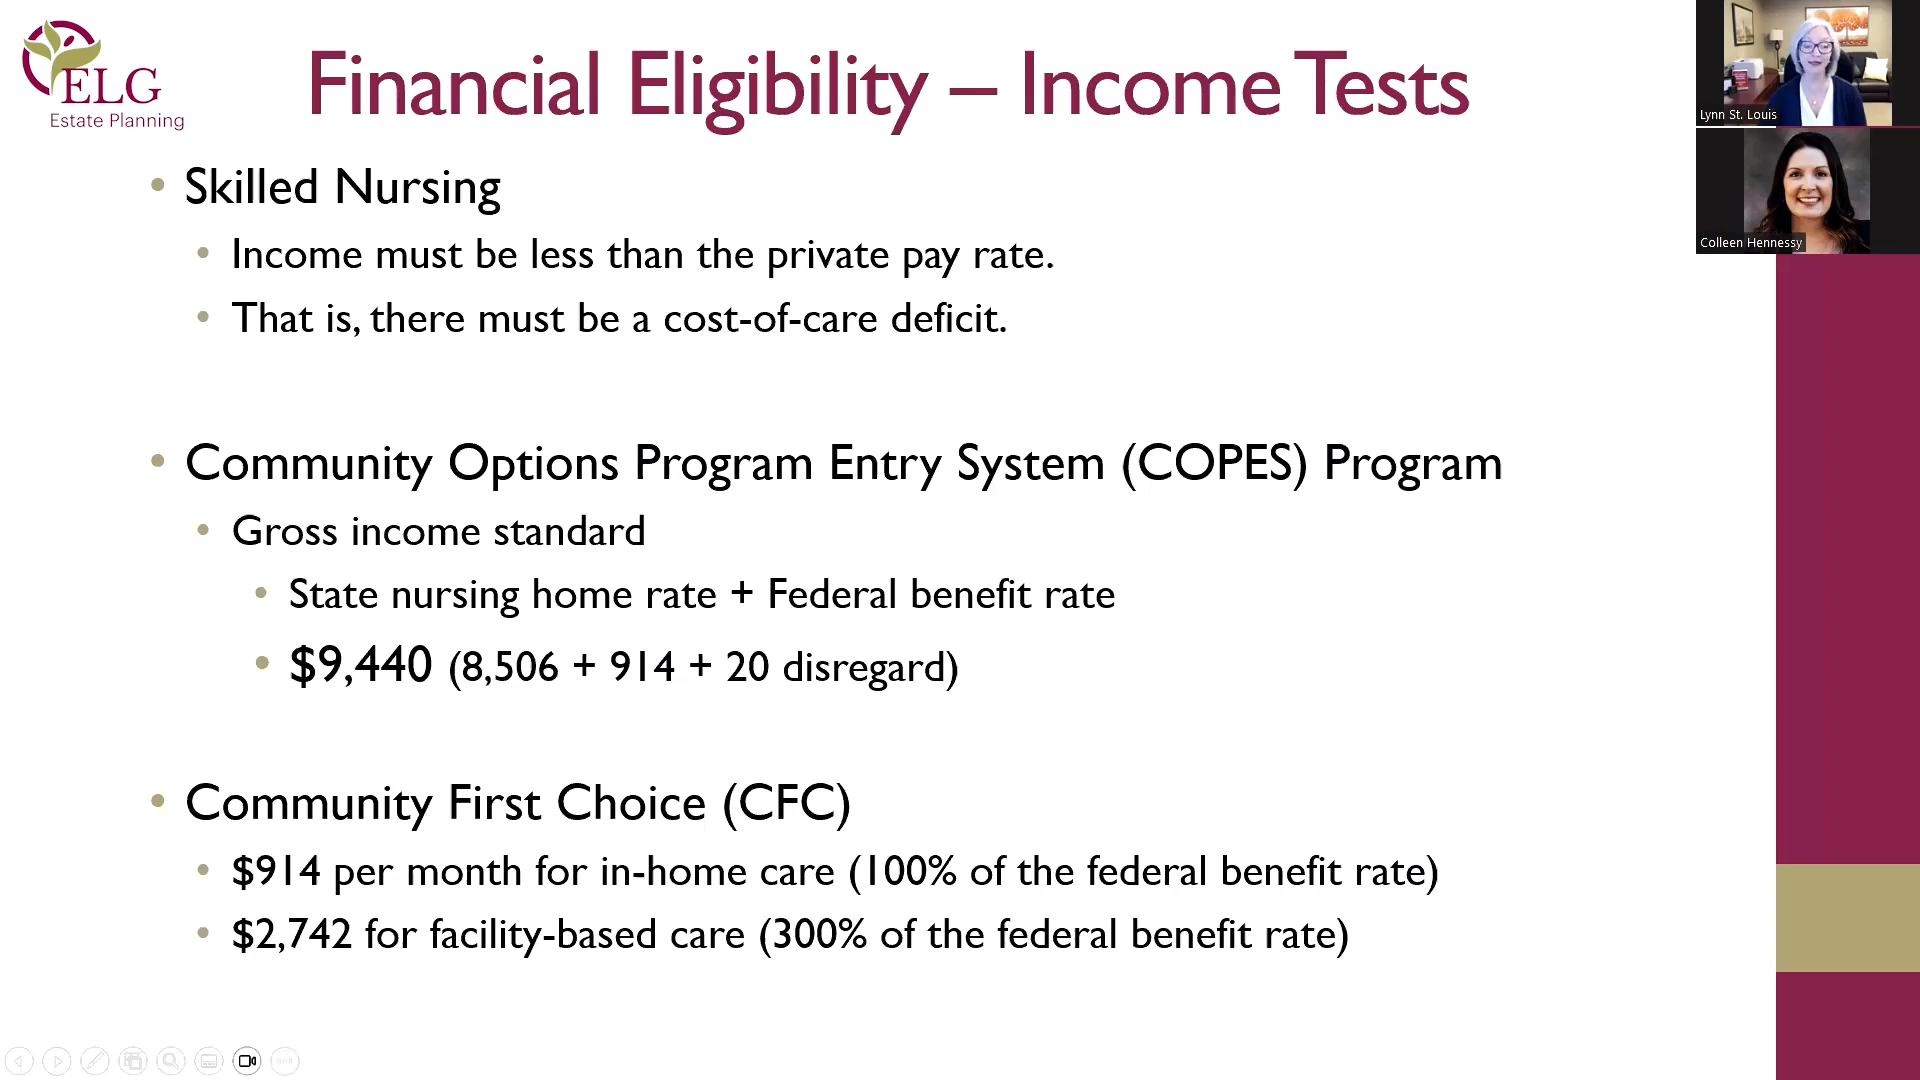 ELG
Estate Planning
Financial Eligibility – Income Tests
Lynn St. Louis
Colleen Hennessy
• Skilled Nursing
• Income must be less than the private pay rate.
• That is, there must be a cost-of-care deficit.
• Community Options Program Entry System (COPES) Program
• Gross income standard
• State nursing home rate + Federal benefit rate
• $9,440 (8,506 + 914 + 20 disregard)
• Community First Choice (CFC)
• $914 per month for in-home care (100% of the federal benefit rate)
• $2,742 for facility-based care (300% of the federal benefit rate)